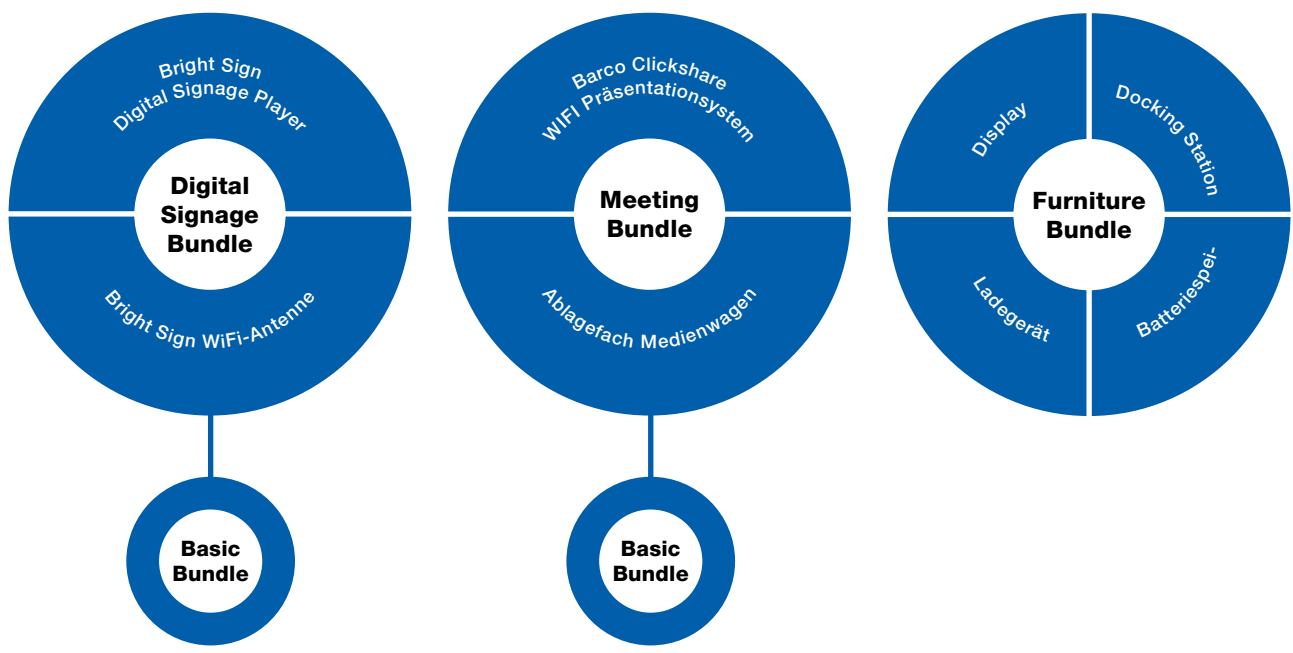 Bright Sign
Digital Signage Player
Digital
Signage
Bundle
Bright Sign WiFi-Antenne
Basic
Bundle
Barco Clickshare
WIFI Präsentationsystem
Meeting
Bundle
Ablagefach Medienwagen
Basic
Bundle
Display
Docking Station
Furniture
Bundle
Ladegerät
Batteriespei-